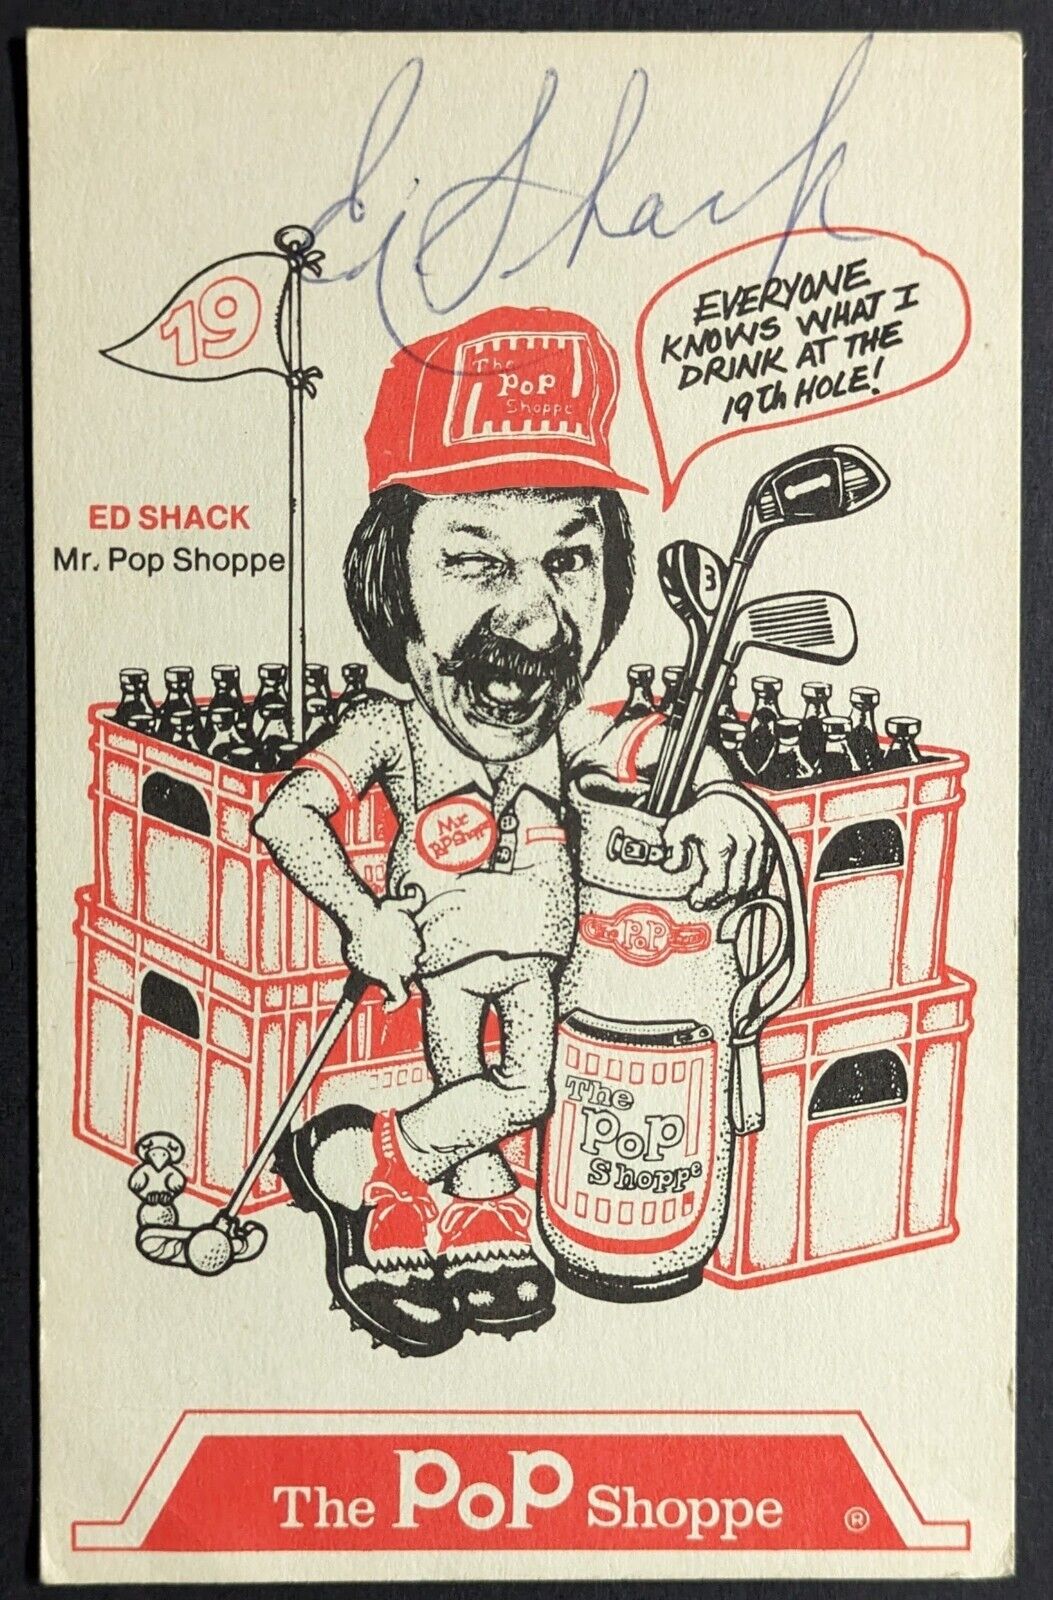 Ed Shack
19
EVERYONE
KNOWS WHAT I
DRINK AT THE
19th HOLE!
The
PoP
Shoppe
ED SHACK
Mr. Pop Shoppe
3
Mr.
POP Shoppe
PoP
The
PoP
Shoppe
The PoP Shoppe ®